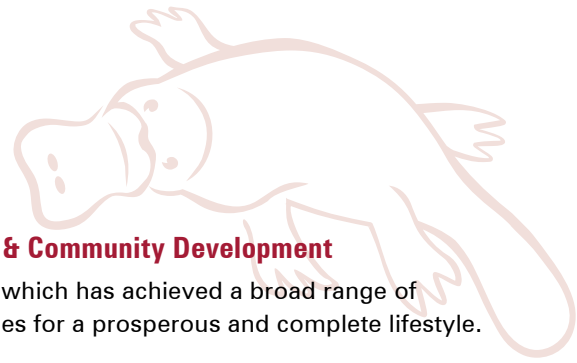 & Community Development
which has achieved a broad range of
es for a prosperous and complete lifestyle.